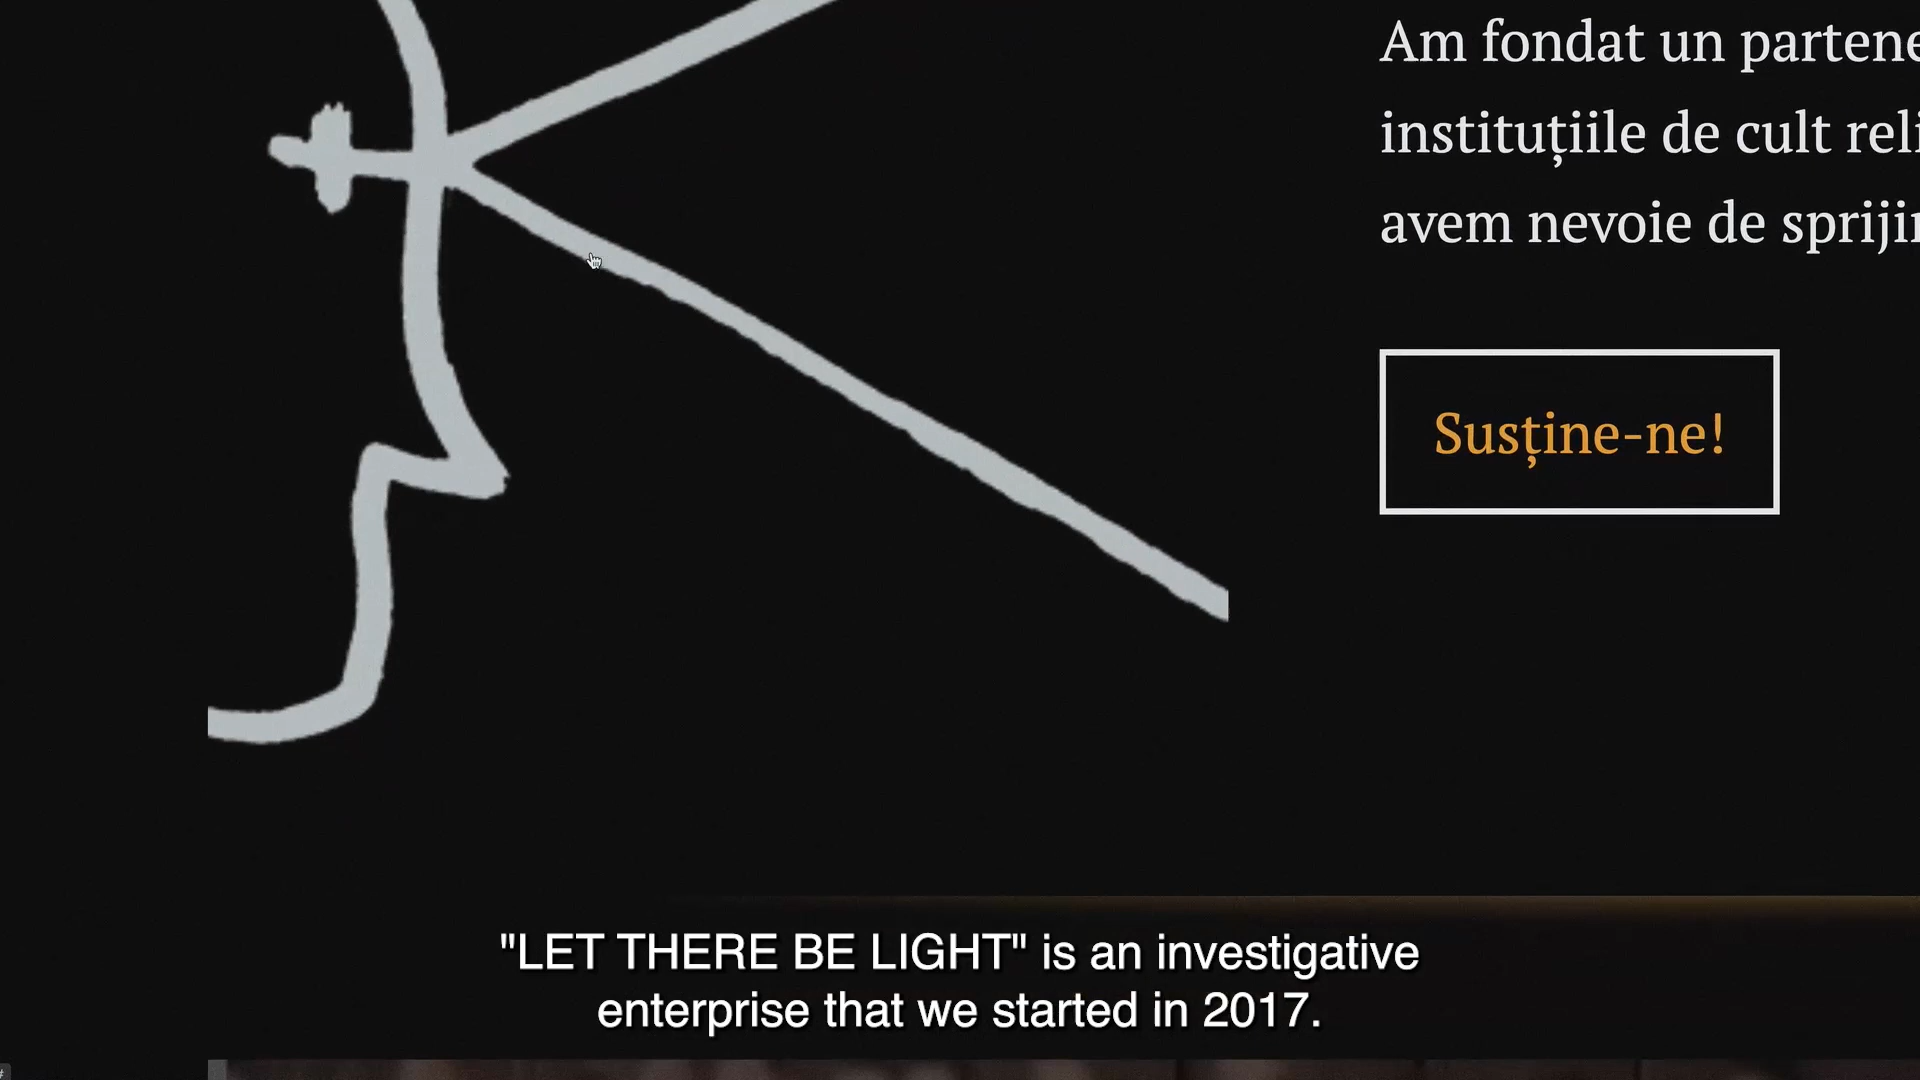 Am fondat un partene
instituțiile de cult reli
avem nevoie de sprijin
Susține-ne!
"LET THERE BE LIGHT" is an investigative
enterprise that we started in 2017.